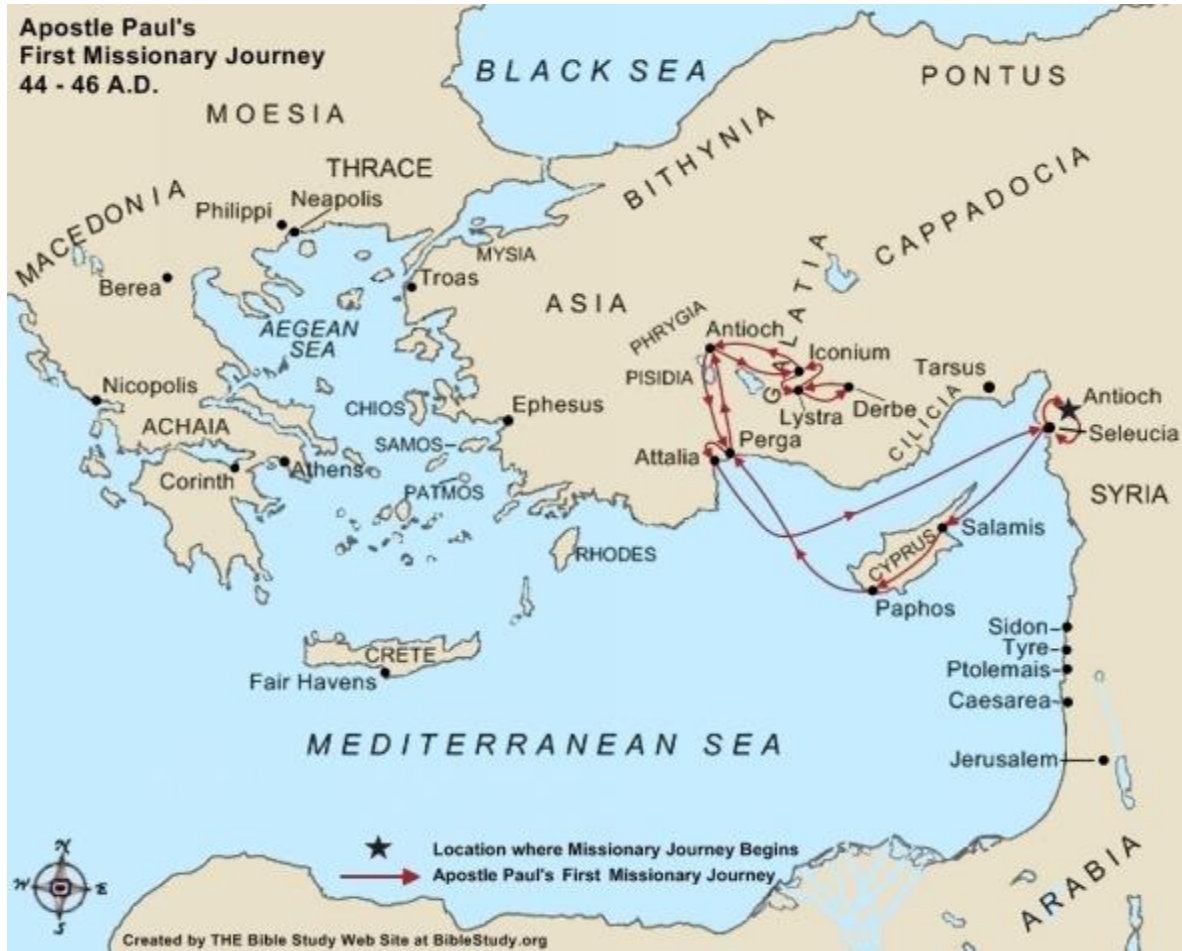 Apostle Paul's
First Missionary Journey
44 - 46 A.D.
BLACK SEA
PONTUS
MOESIA
THRACE
BITHYNIA
MACEDONIA
Philippi
Neapolis
CAPPADOCIA
MYSIA
Berea
Troas
GALATIA
ASIA
AEGEAN
SEA
PHRYGIA
Antioch
Iconium
PISIDIA
Tarsus
Nicopolis
CHIOS
Ephesus
Lystra
Derbe
CILICIA
Antioch
ACHAIA
Seleucia
SAMOS
Perga
Attalia
Corinth
Athens
PATMOS
SYRIA
Salamis
RHODES
CYPRUS
Paphos
Sidon
Tyre
CRETE
Ptolemais
Fair Havens
Caesarea
MEDITERRANEAN SEA
Jerusalem
Location where Missionary Journey Begins
Apostle Paul's First Missionary Journey
ARABIA
N
W
E
S
Created by THE Bible Study Web Site at BibleStudy.org